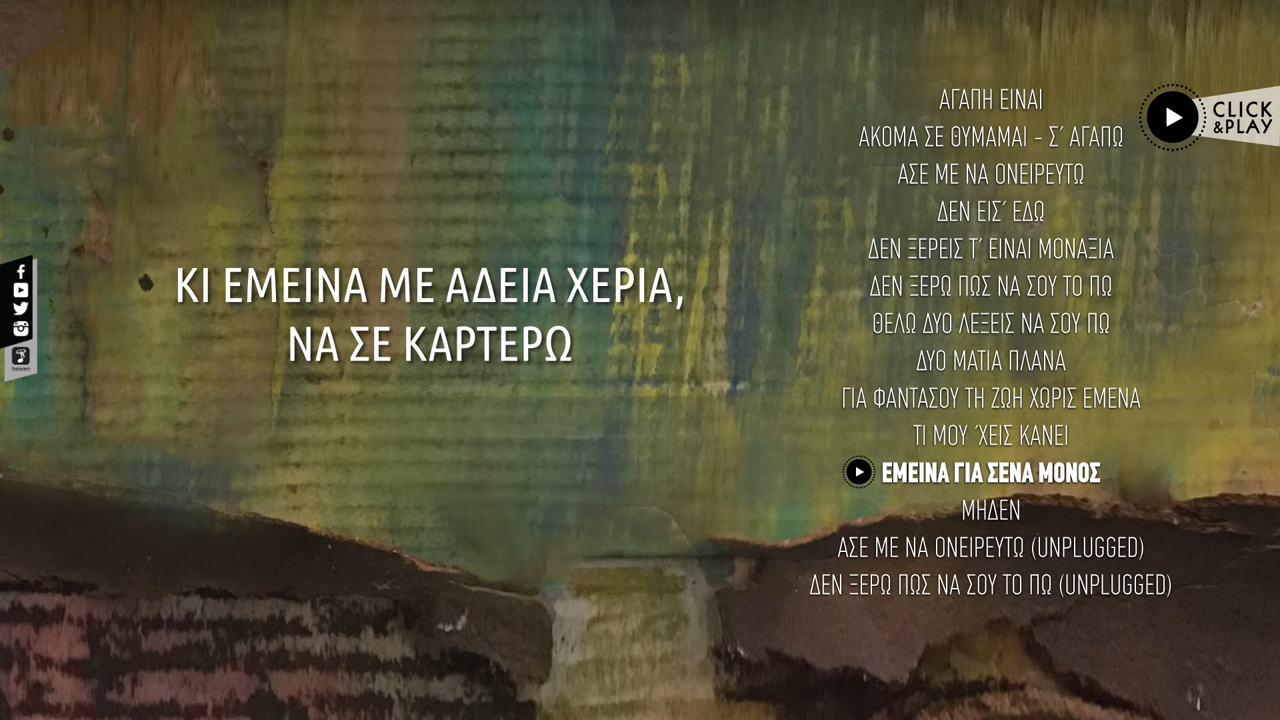 ΚΙ ΕΜΕΙΝΑ ΜΕ ΑΔΕΙΑ ΧΕΡΙΑ,
ΝΑ ΣΕ ΚΑΡΤΕΡΩ
ΑΓΑΠΗ ΕΙΝΑΙ
ΑΚΟΜΑ ΣΕ ΘΥΜΑΜΑΙ - Σ΄ ΑΓΑΠΩ
ΑΣΕ ΜΕ ΝΑ ΟΝΕΙΡΕΥΤΩ
ΔΕΝ ΕΙΣ΄ ΕΔΩ
ΔΕΝ ΞΕΡΕΙΣ Τ΄ ΕΙΝΑΙ ΜΟΝΑΞΙΑ
ΔΕΝ ΞΕΡΩ ΠΩΣ ΝΑ ΣΟΥ ΤΟ ΠΩ
ΘΕΛΩ ΔΥΟ ΛΕΞΕΙΣ ΝΑ ΣΟΥ ΠΩ
ΔΥΟ ΜΑΤΙΑ ΠΛΑΝΑ
ΓΙΑ ΦΑΝΤΑΣΟΥ ΤΗ ΖΩΗ ΧΩΡΙΣ ΕΜΕΝΑ
ΤΙ ΜΟΥ ΄ΧΕΙΣ ΚΑΝΕΙ
ΕΜΕΙΝΑ ΓΙΑ ΣΕΝΑ ΜΟΝΟΣ
ΜΗΔΕΝ
ΑΣΕ ΜΕ ΝΑ ΟΝΕΙΡΕΥΤΩ (UNPLUGGED)
ΔΕΝ ΞΕΡΩ ΠΩΣ ΝΑ ΣΟΥ ΤΟ ΠΩ (UNPLUGGED)
CLICK
&PLAY
heaven